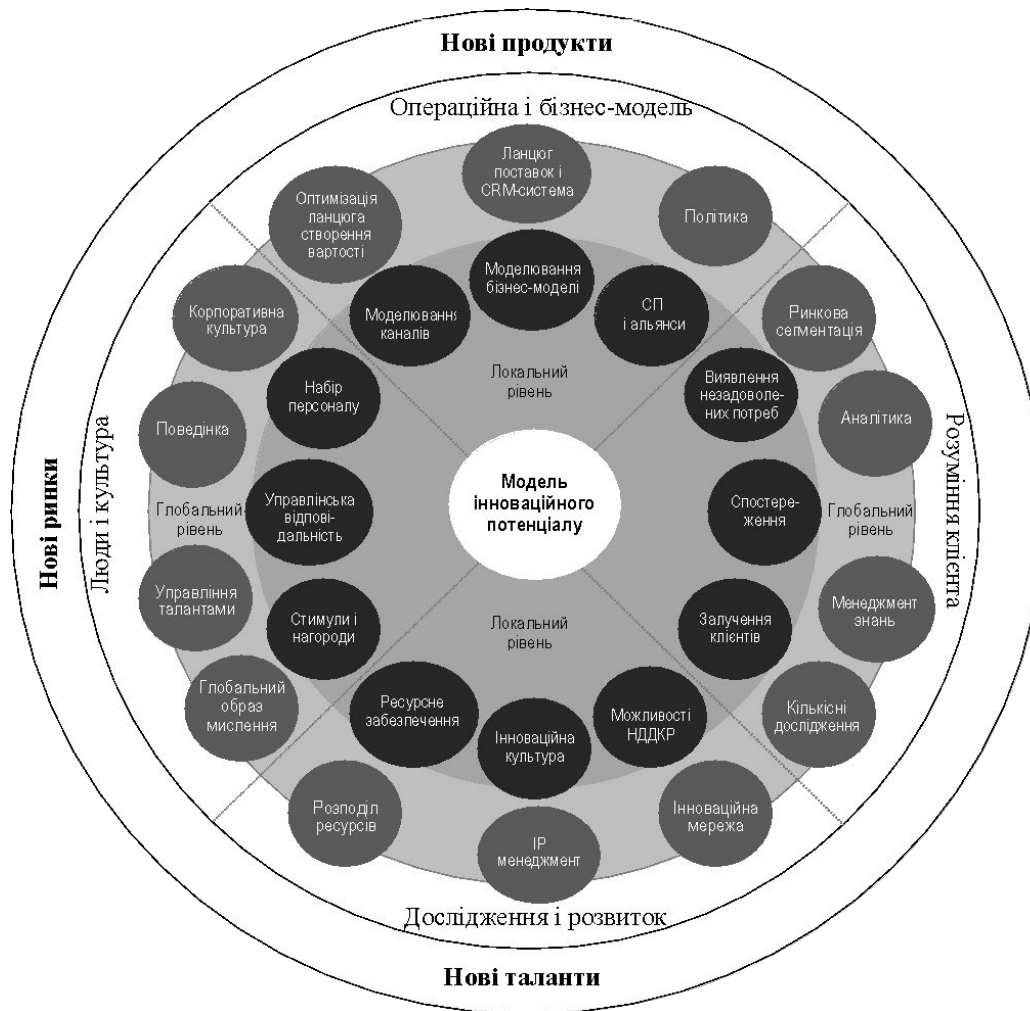 Нові продукти
Операційна і бізнес-модель
Ланцюг
поставок і
CRM-система
Оптимізація
ланцюга
створення
вартості
Політика
Моделювання
бізнес-моделі
Моделювання
каналів
СП
і альянси
Корпоративна
культура
Ринкова
сегментація
Локальний
рівень
Набір
персоналу
Виявлення
незадоволе-
них потреб
Поведінка
Аналітика
Нові ринки
Люди і культура
Глобальний
рівень
Управлінська
відпові-
дальність
Модель
інноваційного
потенціалу
Спостере-
ження
Глобальний
рівень
Розуміння клієнта
Управління
талантами
Стимули і
нагороди
Локальний
рівень
Залучення
клієнтів
Менеджмент
знань
Глобальний
образ
мислення
Ресурсне
забезпечення
Інноваційна
культура
Можливості
НДДКР
Кількісні
дослідження
Розподіл
ресурсів
ІР
менеджмент
Інноваційна
мережа
Дослідження і розвиток
Нові таланти